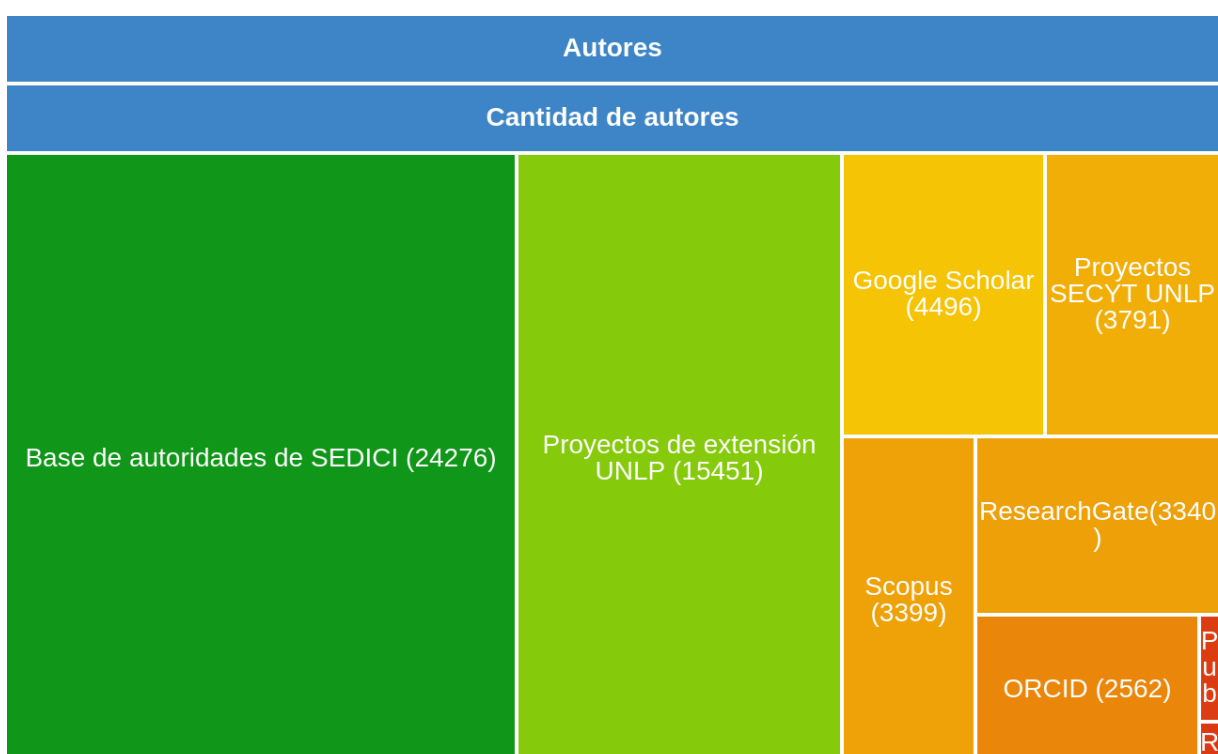 Autores
Cantidad de autores
Base de autoridades de SEDICI (24276)
Proyectos de extensión
UNLP (15451)
Google Scholar
(4496)
Proyectos
SECYT UNLP
(3791)
Scopus
(3399)
ResearchGate(3340
)
ORCID (2562)
P
u
b
R